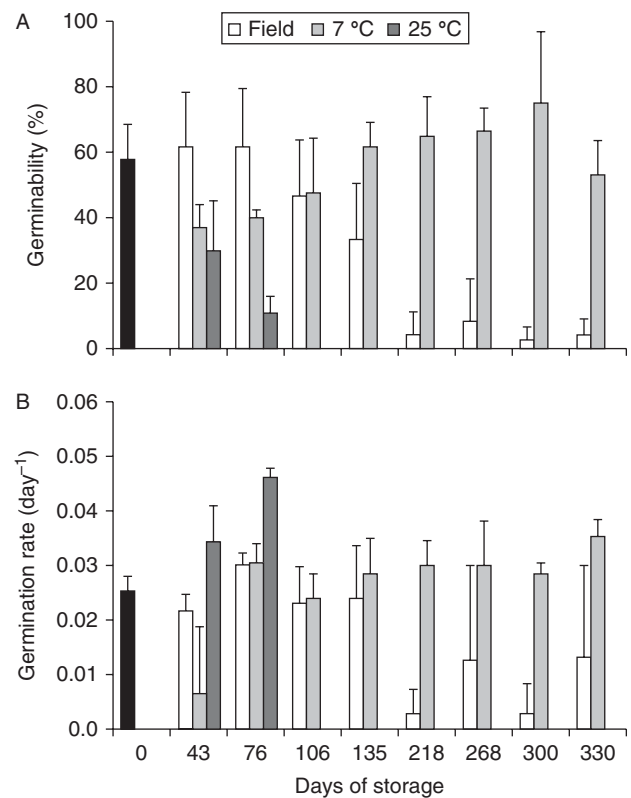 A
Field 7 °C 25 °C
100
80
60
40
20
0
Germinability (%)
B
0.06
0.05
0.04
0.03
0.02
0.01
0.0
Germination rate (day⁻¹)
0 43 76 106 135 218 268 300 330
Days of storage